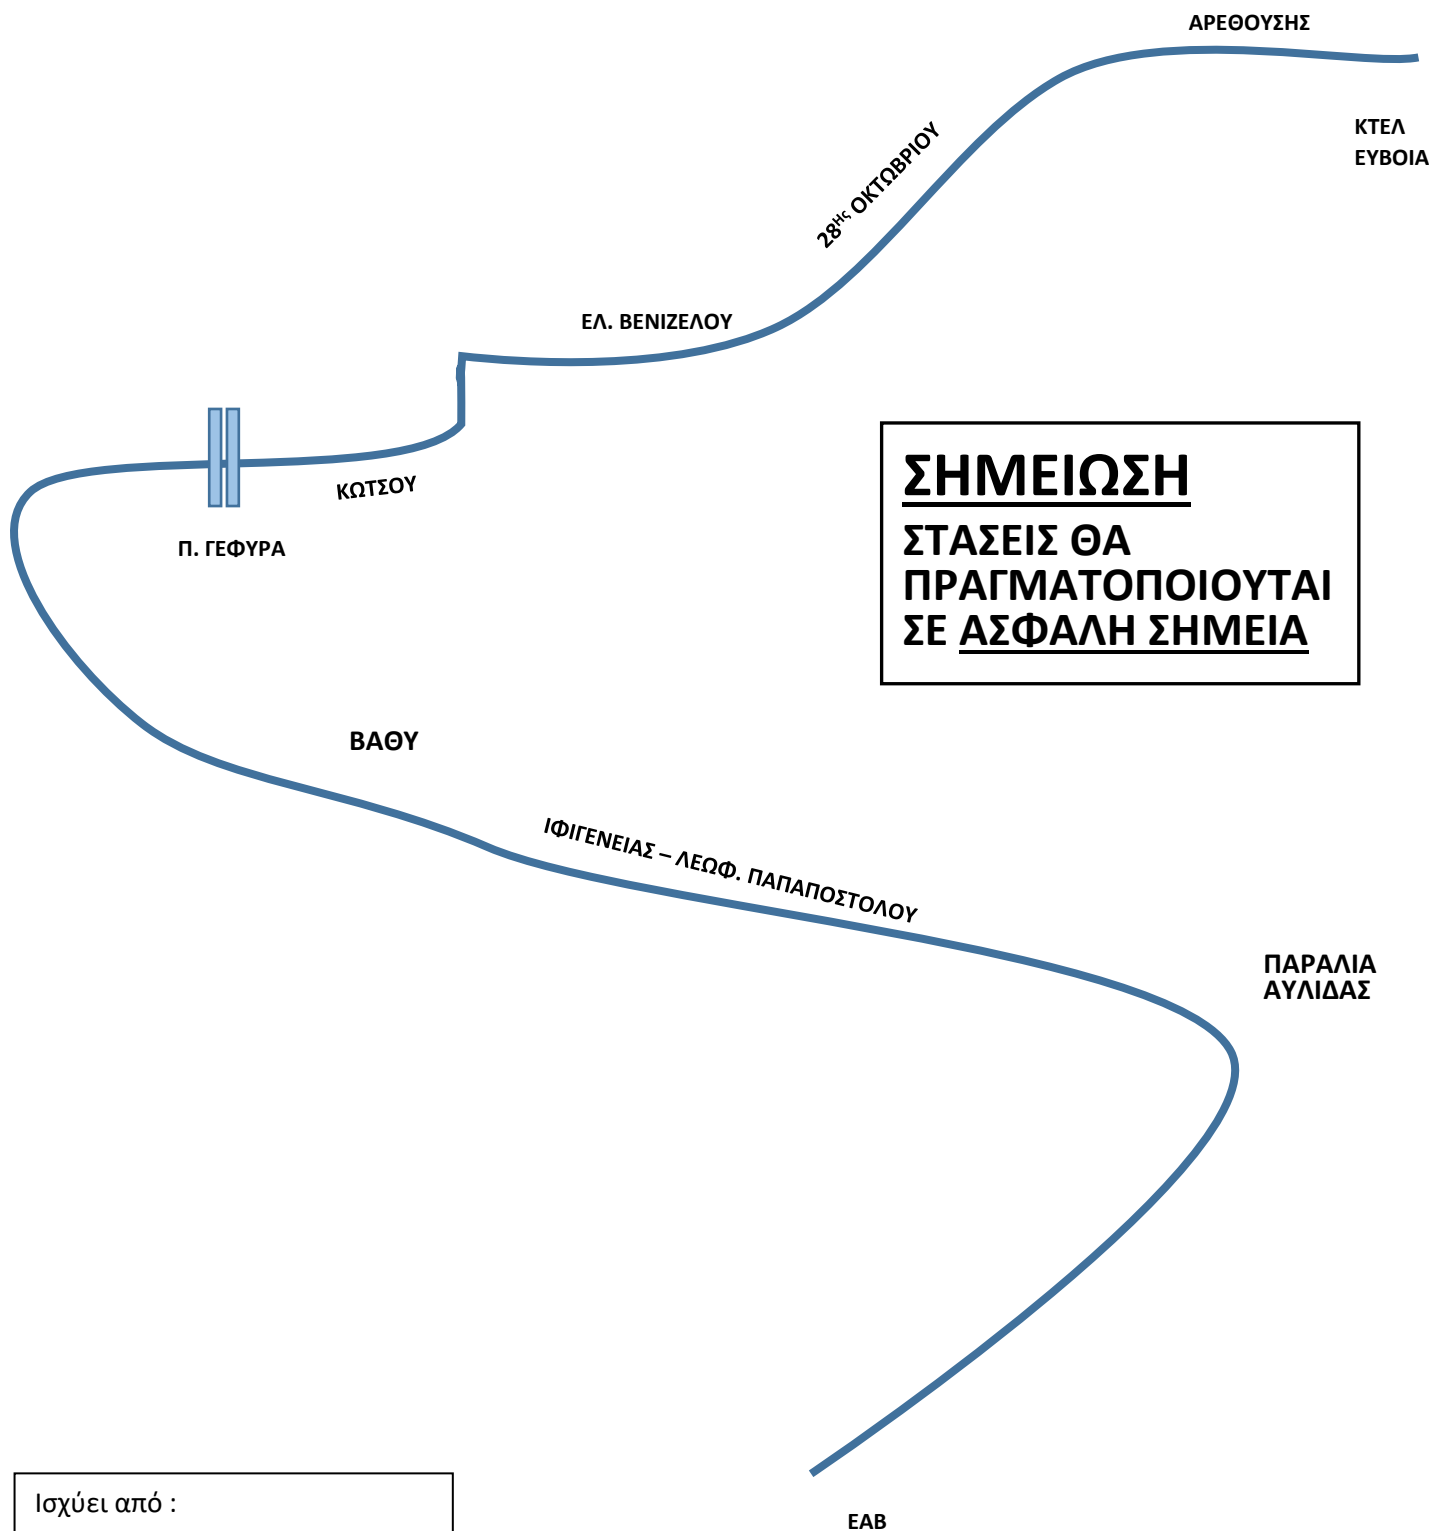 ΑΡΕΘΟΥΣΗΣ
ΚΤΕΛ
ΕΥΒΟΙΑ
28Ης ΟΚΤΩΒΡΙΟΥ
ΕΛ. ΒΕΝΙΖΕΛΟΥ
ΚΩΤΣΟΥ
Π. ΓΕΦΥΡΑ
ΣΗΜΕΙΩΣΗ
ΣΤΑΣΕΙΣ ΘΑ
ΠΡΑΓΜΑΤΟΠΟΙΟΥΤΑΙ
ΣΕ ΑΣΦΑΛΗ ΣΗΜΕΙΑ
ΒΑΘΥ
ΙΦΙΓΕΝΕΙΑΣ – ΛΕΩΦ. ΠΑΠΑΠΟΣΤΟΛΟΥ
ΠΑΡΑΛΙΑ
ΑΥΛΙΔΑΣ
Ισχύει από :
ΕΑΒ